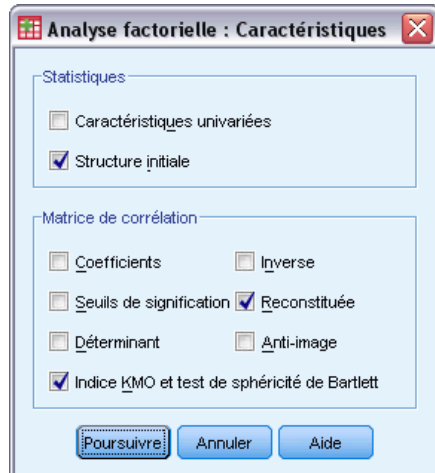 Analyse factorielle : Caractéristiques
Statistiques
Caractéristiques univariées
Structure initiale
Matrice de corrélation
Coefficients
Inverse
Seuils de signification
Reconstituée
Déterminant
Anti-image
Indice KMO et test de sphéricité de Bartlett
Poursuivre
Annuler
Aide